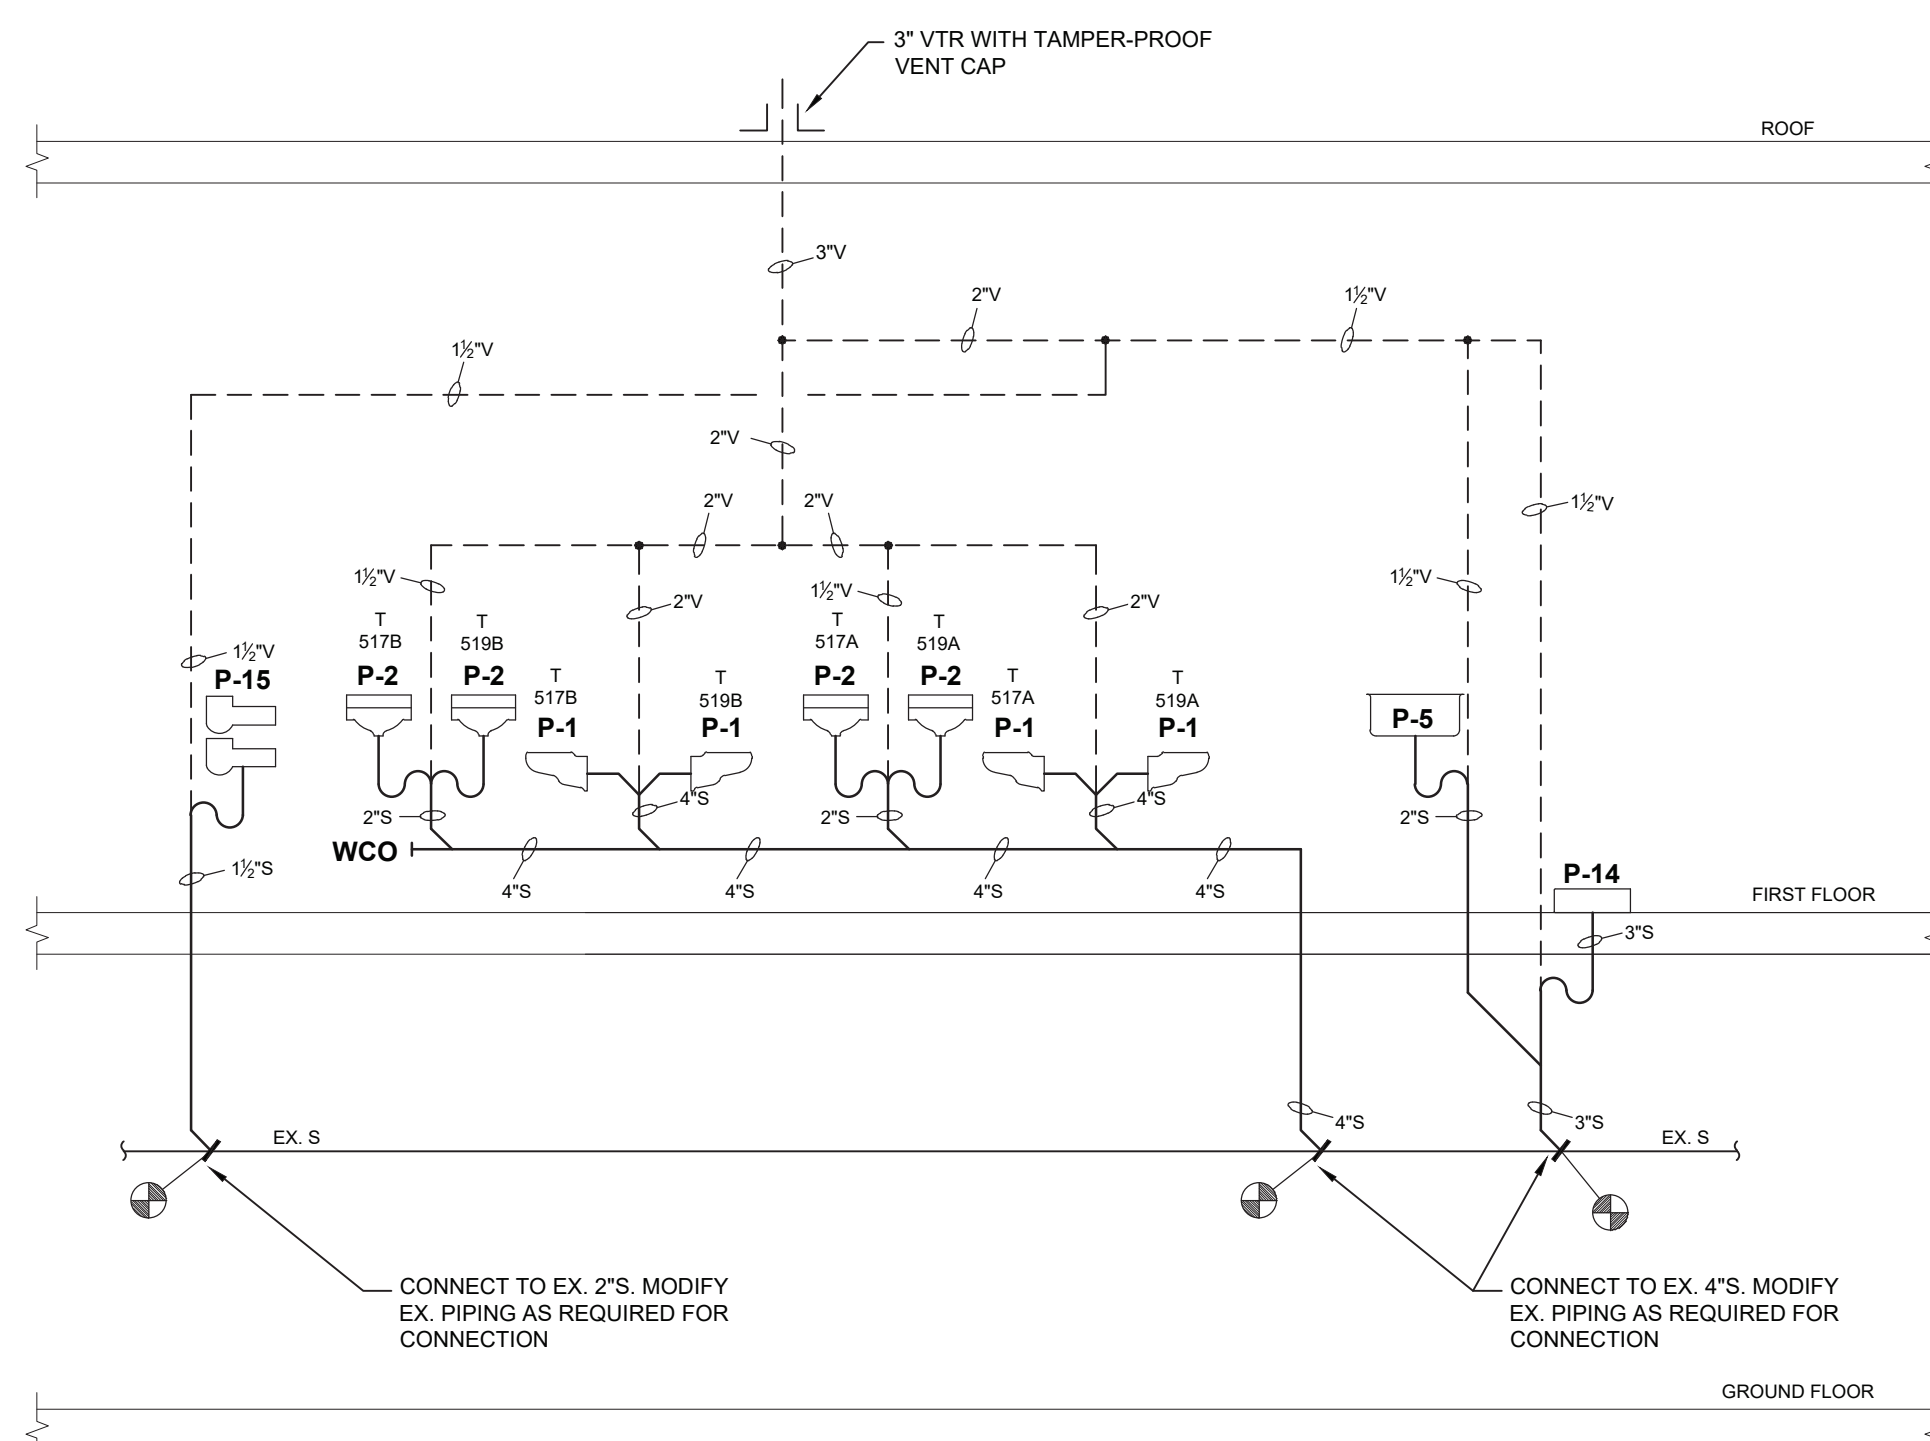 3" VTR WITH TAMPER-PROOF
VENT CAP
ROOF
3"V
2"V
1½"V
1½"V
2"V
2"V
2"V
1½"V
1½"V
1½"V
1½"V
2"V
2"V
T
517B
T
519B
T
517A
T
519A
1½"V
P-15
P-2
P-2
T
517B
P-1
T
519B
P-1
P-2
P-2
T
517A
P-1
T
519A
P-1
P-5
4"S
4"S
2"S
2"S
2"S
WCO
1½"S
4"S
4"S
4"S
4"S
P-14
FIRST FLOOR
3"S
4"S
3"S
EX. S
EX. S
CONNECT TO EX. 2"S. MODIFY
EX. PIPING AS REQUIRED FOR
CONNECTION
CONNECT TO EX. 4"S. MODIFY
EX. PIPING AS REQUIRED FOR
CONNECTION
GROUND FLOOR